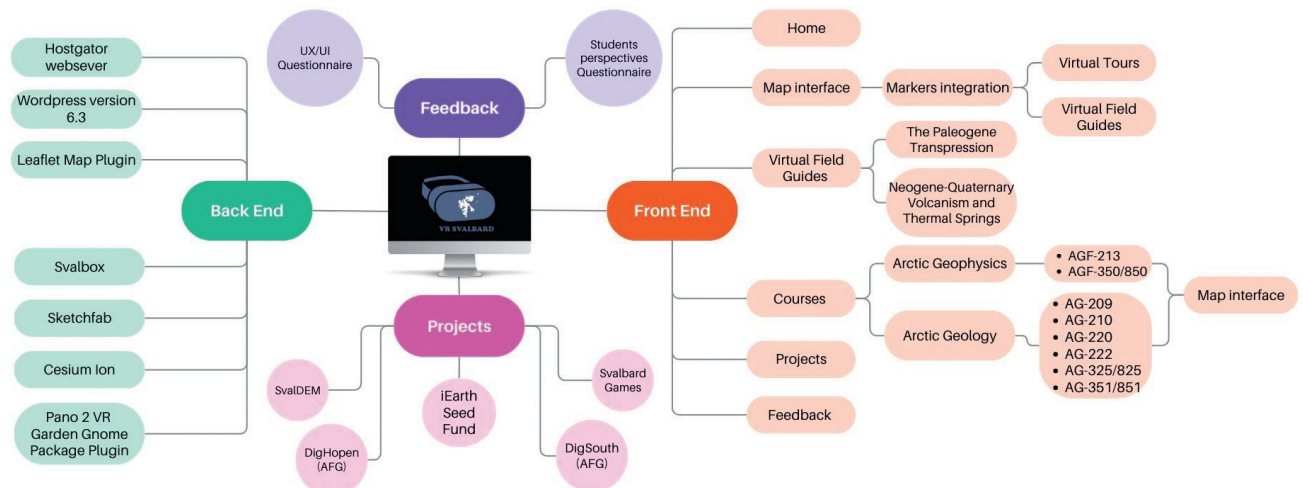 Hostgator
websever
Wordpress version
6.3
Leaflet Map Plugin
Svalbox
Sketchfab
Cesium Ion
Pano 2 VR
Garden Gnome
Package Plugin
Back End
UX/UI
Questionnaire
Students
perspectives
Questionnaire
Feedback
VR SVALBARD
Projects
SvalDEM
DigHopen
(AFG)
iEarth
Seed
Fund
DigSouth
(AFG)
Svalbard
Games
Front End
Home
Map interface
Markers integration
Virtual Tours
Virtual Field
Guides
Virtual Field
Guides
The Paleogene
Transpression
Neogene-Quaternary
Volcanism and
Thermal Springs
Courses
Arctic Geophysics
• AGF-213
• AGF-350/850
Arctic Geology
• AG-209
• AG-210
• AG-220
• AG-222
• AG-325/825
• AG-351/851
Map interface
Projects
Feedback